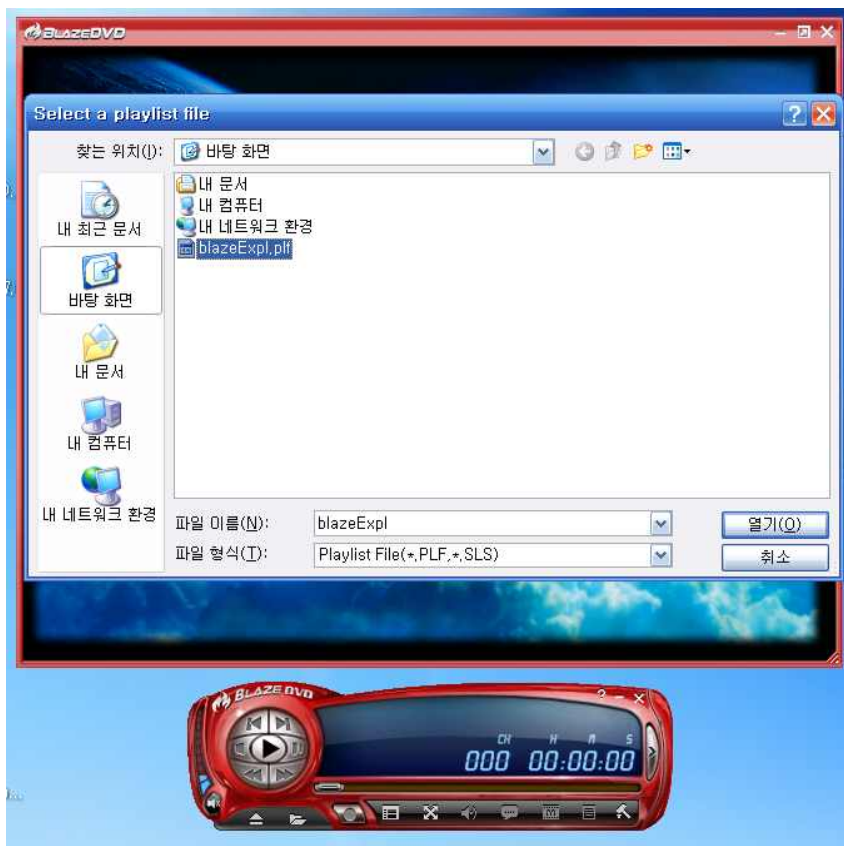 BLAZEDVD
Select a playlist file
찾는 위치(I):
바탕 화면
내 문서
내 컴퓨터
내 네트워크 환경
blazeExpl.plf
내 최근 문서
바탕 화면
내 문서
내 컴퓨터
내 네트워크 환경
파일 이름(N):
blazeExpl
열기(O)
파일 형식(T):
Playlist File(*.PLF,*.SLS)
취소
BLAZE DVD
CH H M S
000 00:00:00